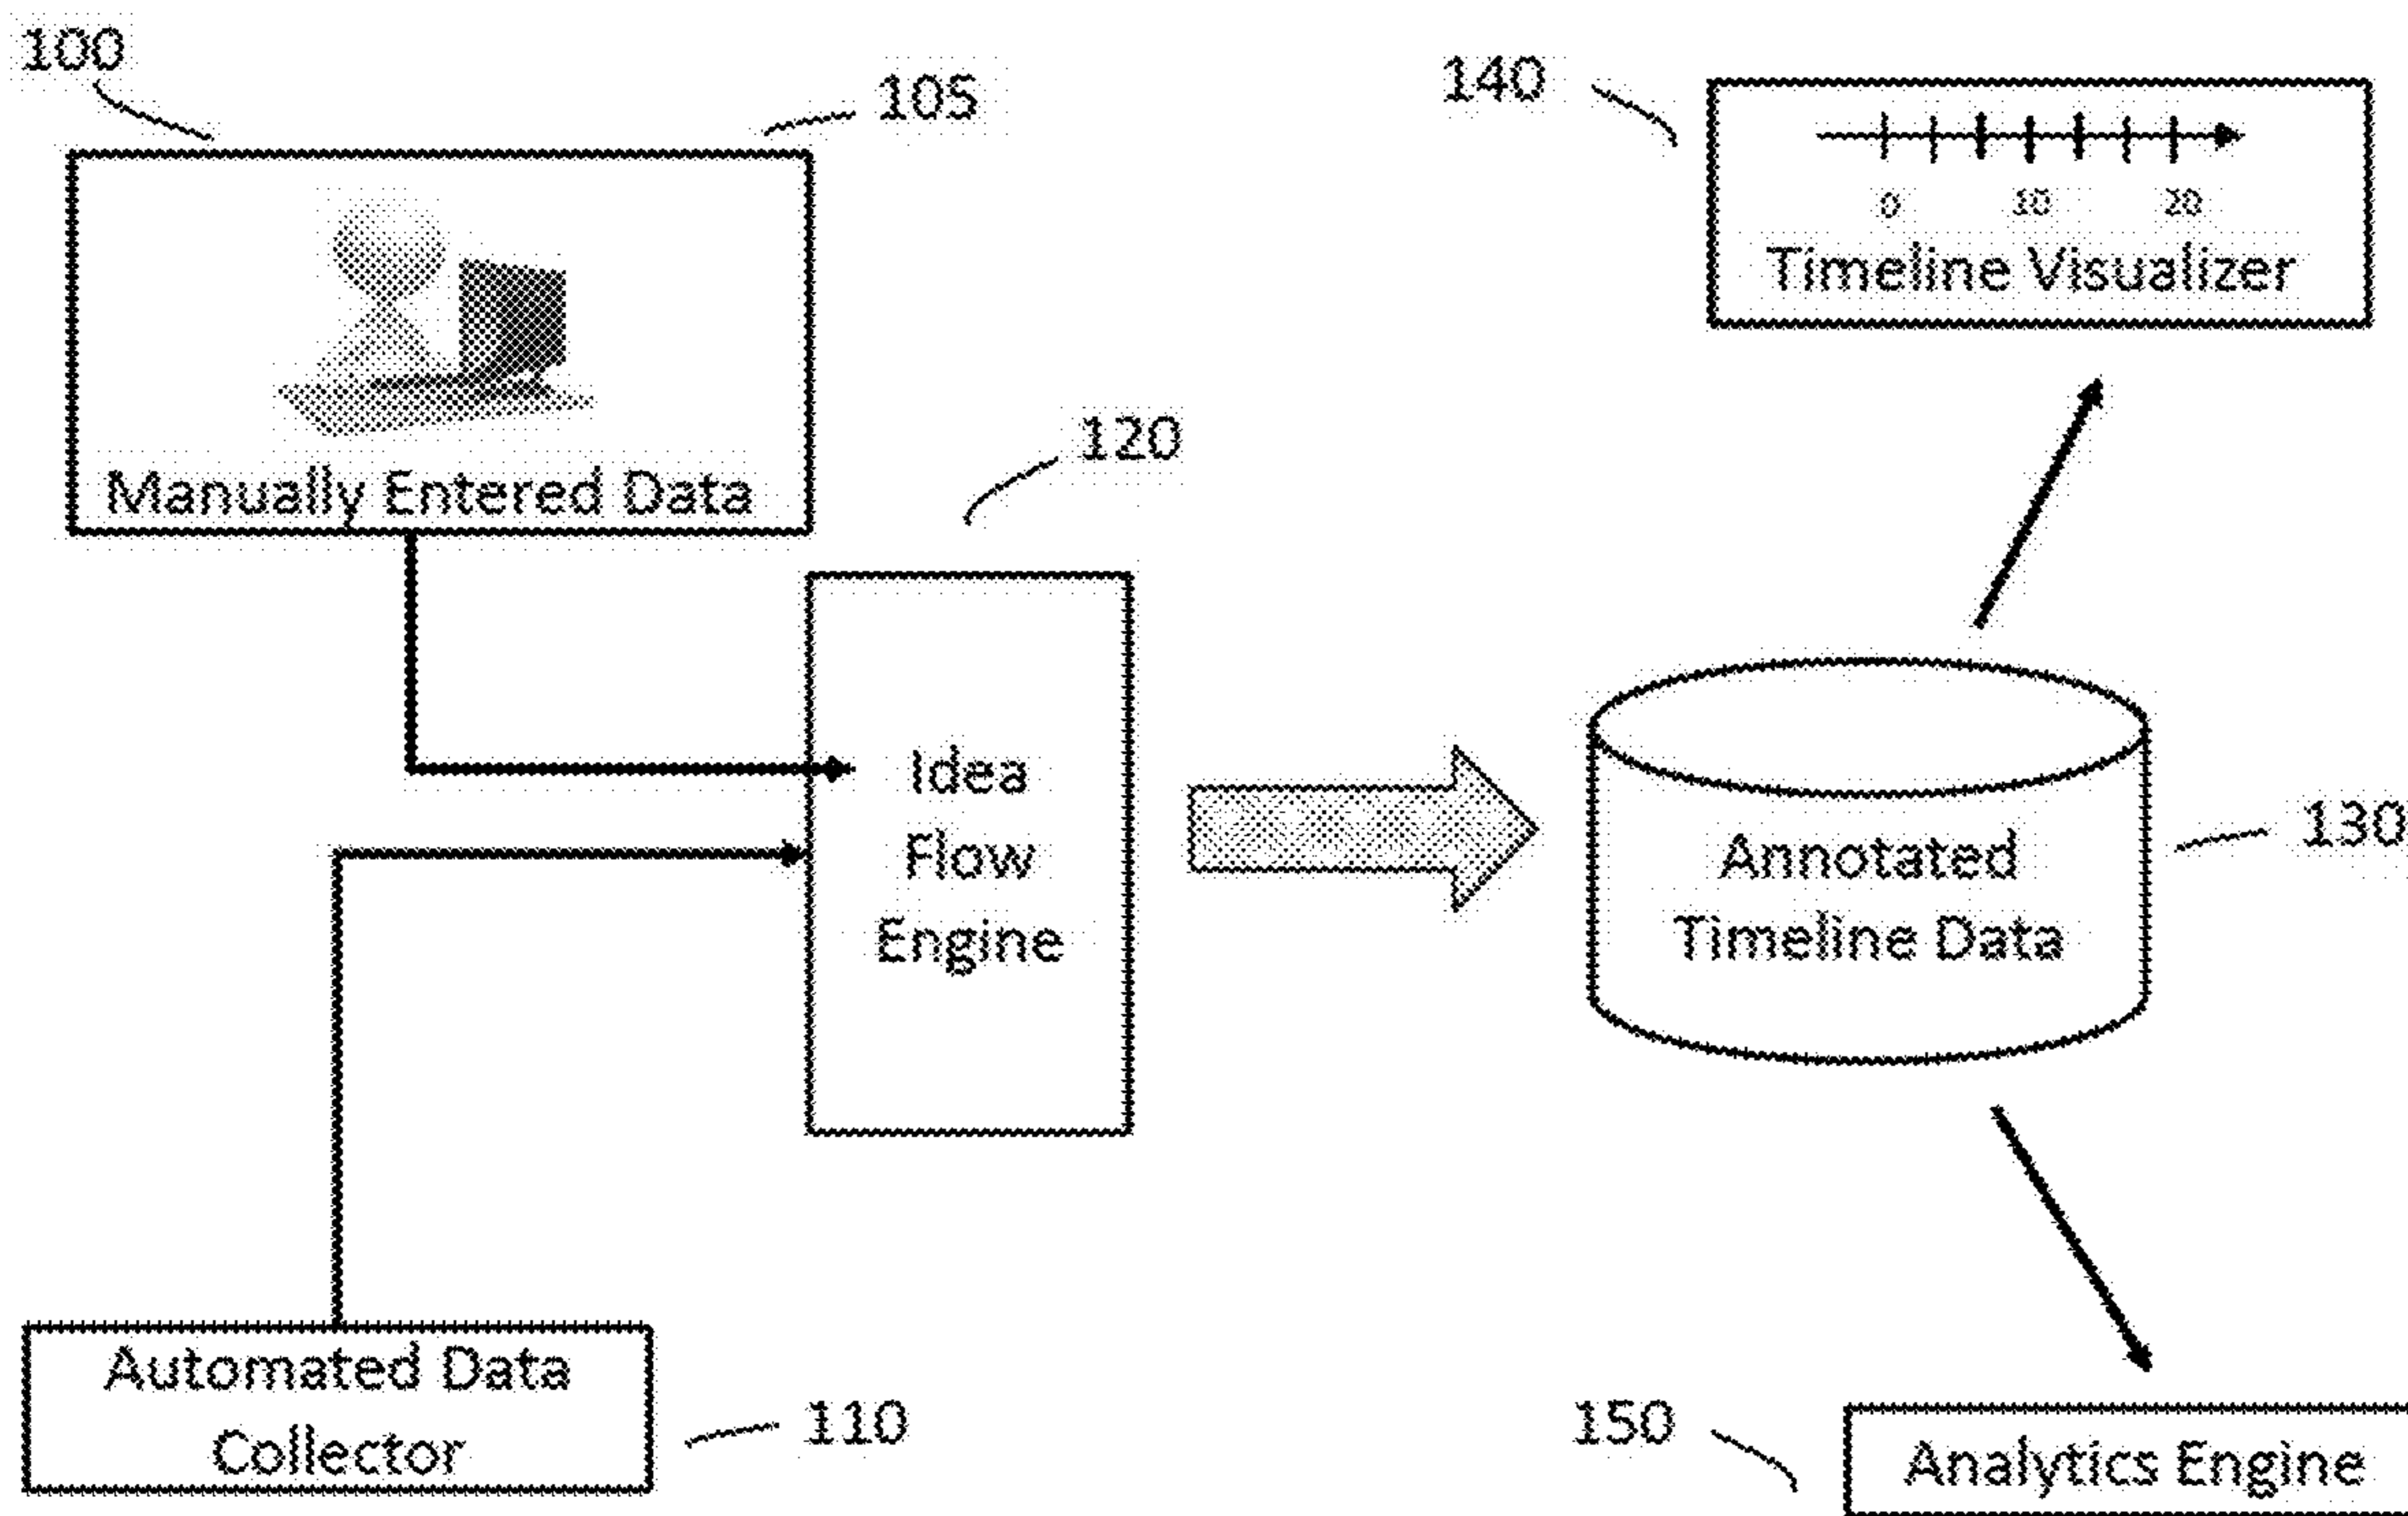 100
105
Manually Entered Data
120
Idea
Flow
Engine
Automated Data
Collector
110
140
0 10 20
Timeline Visualizer
Annotated
Timeline Data
130
150
Analytics Engine